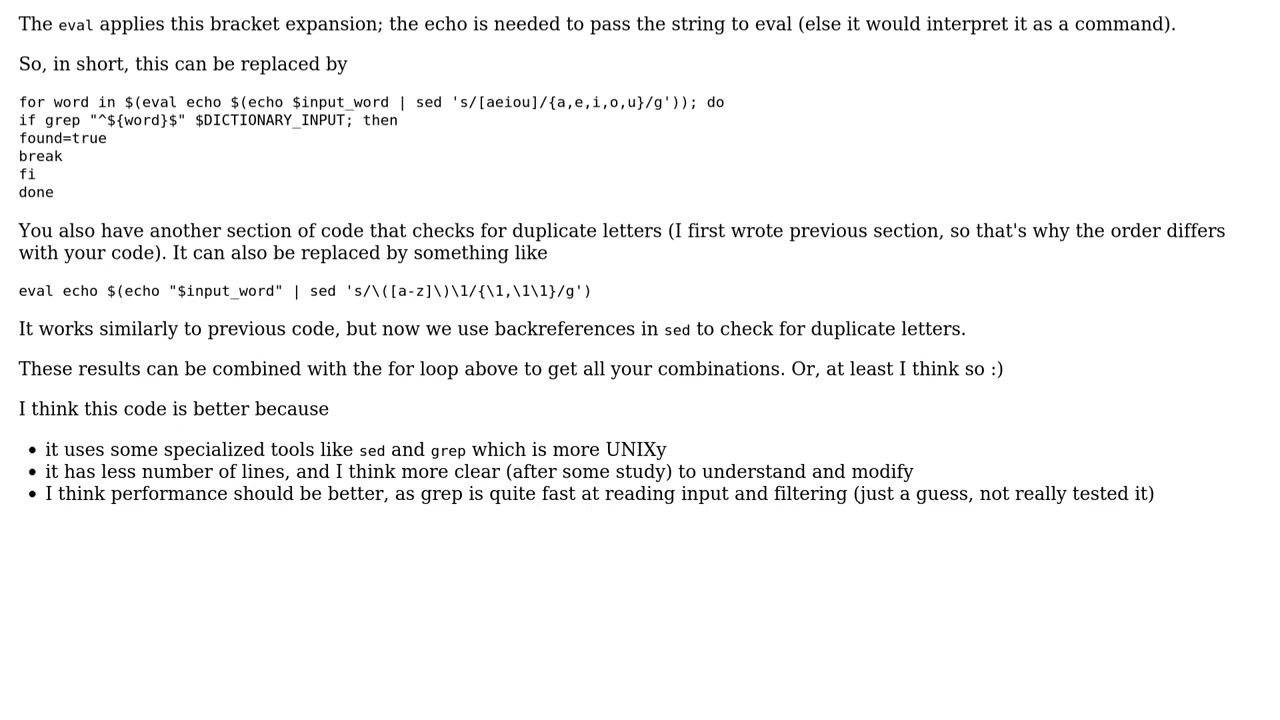 The eval applies this bracket expansion; the echo is needed to pass the string to eval (else it would interpret it as a command).
So, in short, this can be replaced by
for word in $(eval echo $(echo $input_word | sed 's/[aeiou]/{a,e,i,o,u}/g')); do
if grep "^${word}$" $DICTIONARY_INPUT; then
found=true
break
fi
done
You also have another section of code that checks for duplicate letters (I first wrote previous section, so that's why the order differs
with your code). It can also be replaced by something like
eval echo $(echo "$input_word" | sed 's/\([a-z]\)\1/{\1,\1\1}/g')
It works similarly to previous code, but now we use backreferences in sed to check for duplicate letters.
These results can be combined with the for loop above to get all your combinations. Or, at least I think so :)
I think this code is better because
• it uses some specialized tools like sed and grep which is more UNIXy
• it has less number of lines, and I think more clear (after some study) to understand and modify
• I think performance should be better, as grep is quite fast at reading input and filtering (just a guess, not really tested it)